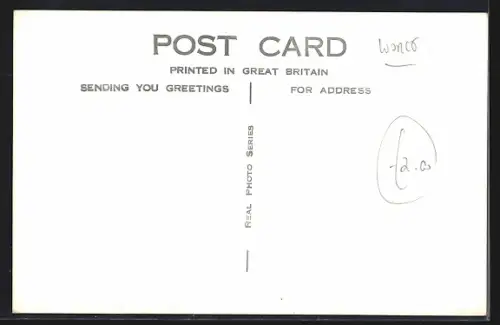 POST CARD
WORCS
PRINTED IN GREAT BRITAIN
SENDING YOU GREETINGS
FOR ADDRESS
REAL PHOTO SERIES
£2.00